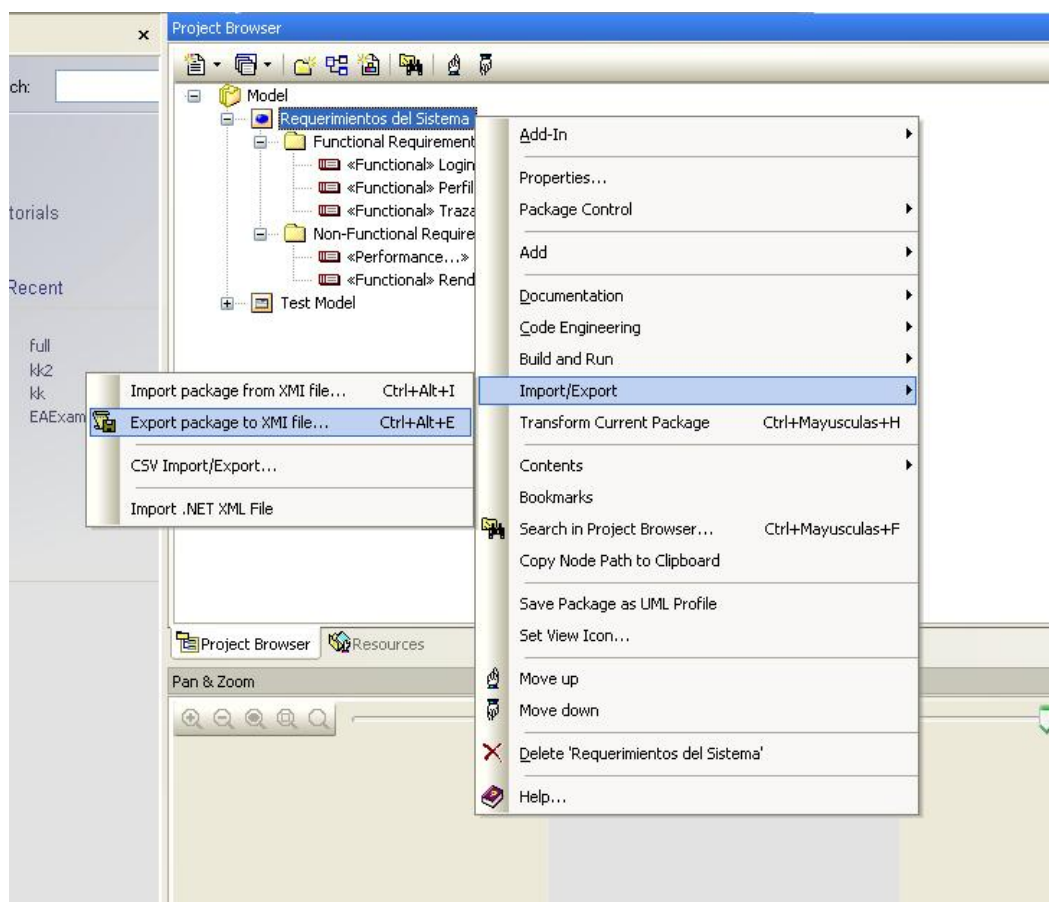 Project Browser
ch:
Model
Requerimientos del Sistema
Functional Requirement
«Functional» Login
«Functional» Perfil
«Functional» Traza
Non-Functional Require
«Performance...»
«Functional» Rend
Test Model
torials
Recent
full
kk2
kk
EAExam
Import package from XMI file... Ctrl+Alt+I
Export package to XMI file... Ctrl+Alt+E
CSV Import/Export...
Import .NET XML File
Add-In
Properties...
Package Control
Add
Documentation
Code Engineering
Build and Run
Import/Export
Transform Current Package Ctrl+Mayusculas+H
Contents
Bookmarks
Search in Project Browser... Ctrl+Mayusculas+F
Copy Node Path to Clipboard
Save Package as UML Profile
Set View Icon...
Move up
Move down
Delete 'Requerimientos del Sistema'
Help...
Project Browser Resources
Pan & Zoom